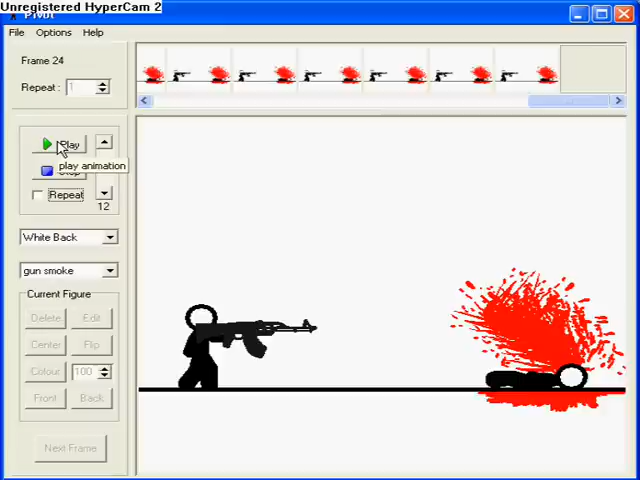 Unregistered HyperCam 2
Pivot
File Options Help
Frame 24
Repeat : 1
Play
play animation
Stop
Repeat
12
White Back
gun smoke
Current Figure
Delete Edit
Center Flip
Colour 100
Front Back
Next Frame